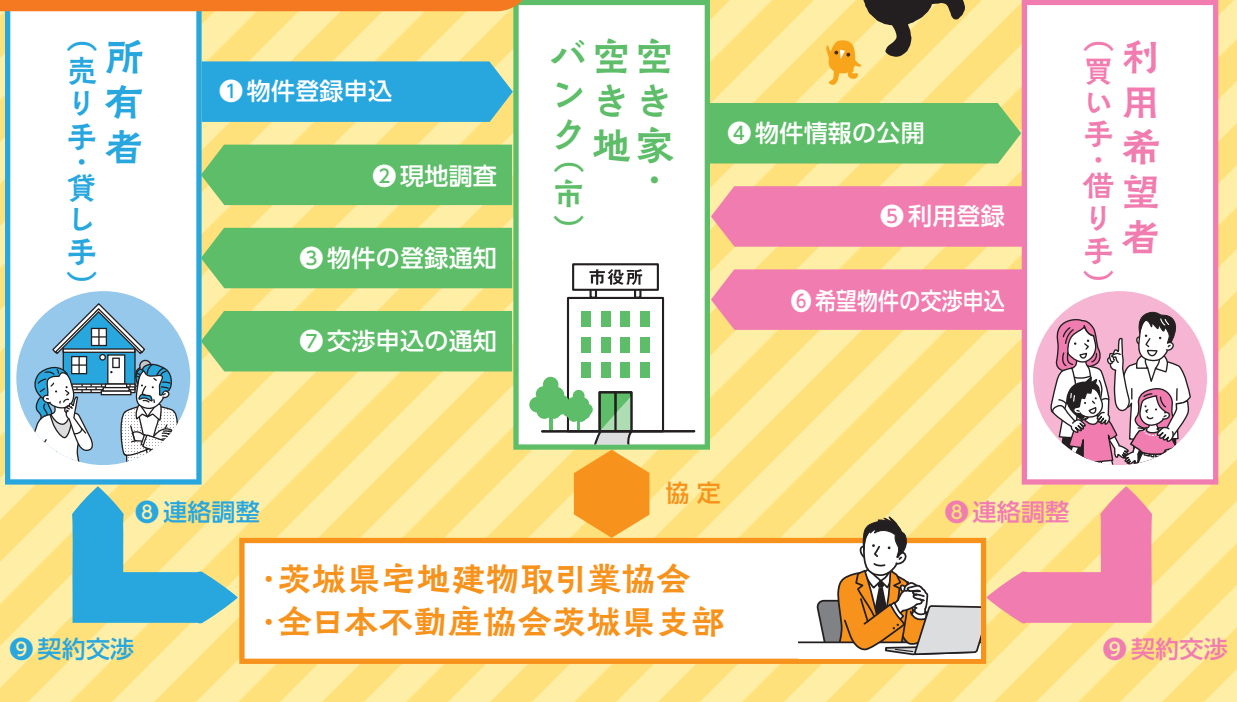 所有者
（売り手・貸し手）
❶物件登録申込
❷現地調査
❸物件の登録通知
❼交渉申込の通知
空き家・
空き地
バンク（市）
市役所
❹物件情報の公開
❺利用登録
❻希望物件の交渉申込
利用希望者
（買い手・借り手）
❽連絡調整
協定
❽連絡調整
・茨城県宅地建物取引業協会
・全日本不動産協会茨城県支部
❾契約交渉
❾契約交渉